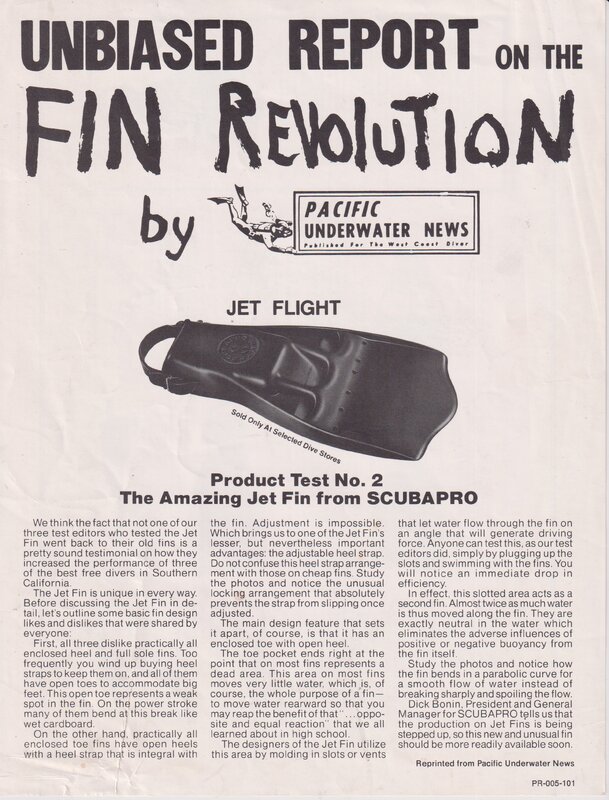 UNBIASED REPORT ON THE
FIN REVOLUTION
by
PACIFIC
UNDERWATER NEWS
Published For The West Coast Diver
JET FLIGHT
Sold Only At Selected Dive Stores
Product Test No. 2
The Amazing Jet Fin from SCUBAPRO
We think the fact that not one of our
three test editors who tested the Jet
Fin went back to their old fins is a
pretty sound testimonial on how they
increased the performance of three
of the best free divers in Southern
California.
The Jet Fin is unique in every way.
Before discussing the Jet Fin in de-
tail, let's outline some basic fin design
likes and dislikes that were shared by
everyone:
First, all three dislike practically all
enclosed heel and full sole fins. Too
frequently you wind up buying heel
straps to keep them on, and all of them
have open toes to accommodate big
feet. This open toe represents a weak
spot in the fin. On the power stroke
many of them bend at this break like
wet cardboard.
On the other hand, practically all
enclosed toe fins have open heels
with a heel strap that is integral with
the fin. Adjustment is impossible.
Which brings us to one of the Jet Fin's
lesser, but nevertheless important
advantages: the adjustable heel strap.
Do not confuse this heel strap arrange-
ment with those on cheap fins. Study
the photos and notice the unusual
locking arrangement that absolutely
prevents the strap from slipping once
adjusted.
The main design feature that sets
it apart, of course, is that it has an
enclosed toe with open heel.
The toe pocket ends right at the
point that on most fins represents a
dead area. This area on most fins
moves very little water, which is, of
course, the whole purpose of a fin—
to move water rearward so that you
may reap the benefit of that "... oppo-
site and equal reaction" that we all
learned about in high school.
The designers of the Jet Fin utilize
this area by molding in slots or vents
that let water flow through the fin on
an angle that will generate driving
force. Anyone can test this, as our test
editors did, simply by plugging up the
slots and swimming with the fins. You
will notice an immediate drop in
efficiency.
In effect, this slotted area acts as a
second fin. Almost twice as much water
is thus moved along the fin. They are
exactly neutral in the water which
eliminates the adverse influences of
positive or negative buoyancy from
the fin itself.
Study the photos and notice how
the fin bends in a parabolic curve for
a smooth flow of water instead of
breaking sharply and spoiling the flow.
Dick Bonin, President and General
Manager for SCUBAPRO tells us that
the production on Jet Fins is being
stepped up, so this new and unusual fin
should be more readily available soon.
Reprinted from Pacific Underwater News
PR-005-101